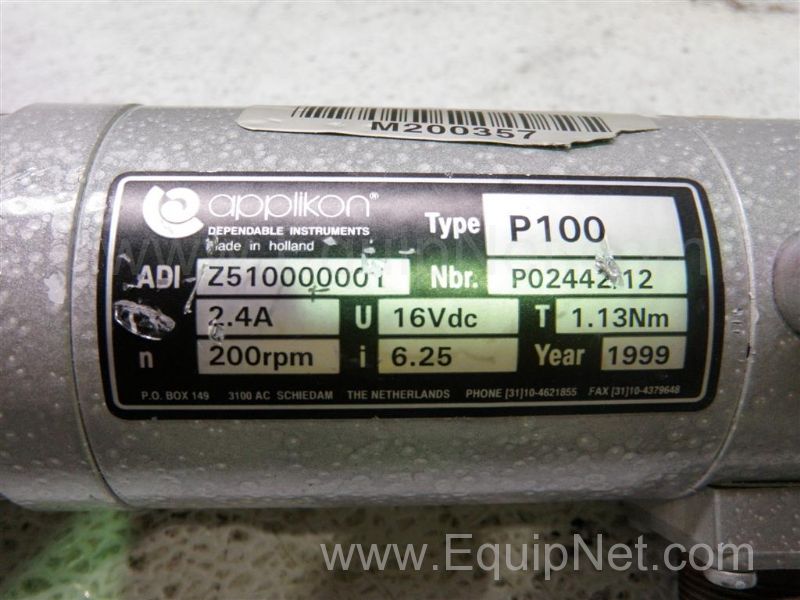 M200357
applikon®
DEPENDABLE INSTRUMENTS
made in holland
Type P100
ADI Z510000001 Nbr.
2.4A U 16Vdc T 1.13Nm
n 200rpm i 6.25 Year 1999
P.O. BOX 149 3100 AC SCHIEDAM THE NETHERLANDS PHONE [31]10-4621855 FAX [31]10-4379648
www.EquipNet.com